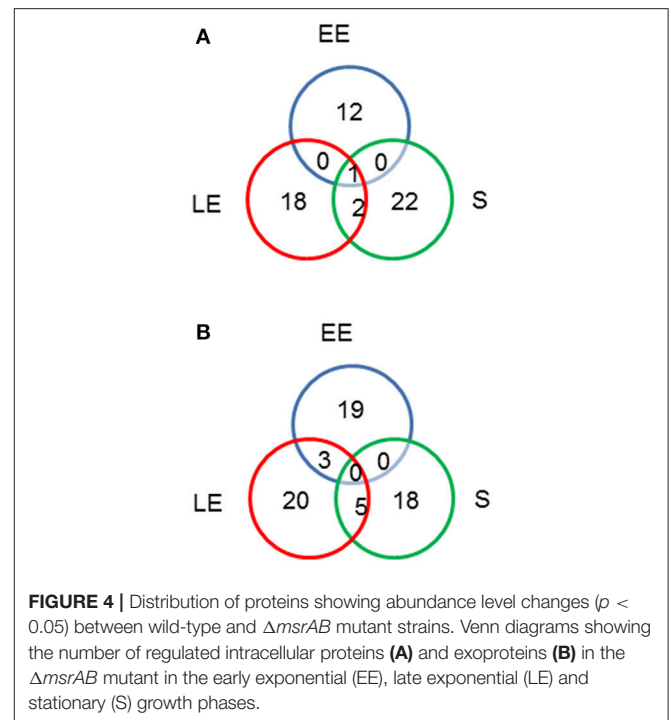 A
EE
12
0
1
0
LE
18
2
22
S
B
EE
19
3
0
0
LE
20
5
18
S
FIGURE 4 | Distribution of proteins showing abundance level changes (p <
0.05) between wild-type and ΔmsrAB mutant strains. Venn diagrams showing
the number of regulated intracellular proteins (A) and exoproteins (B) in the
ΔmsrAB mutant in the early exponential (EE), late exponential (LE) and
stationary (S) growth phases.